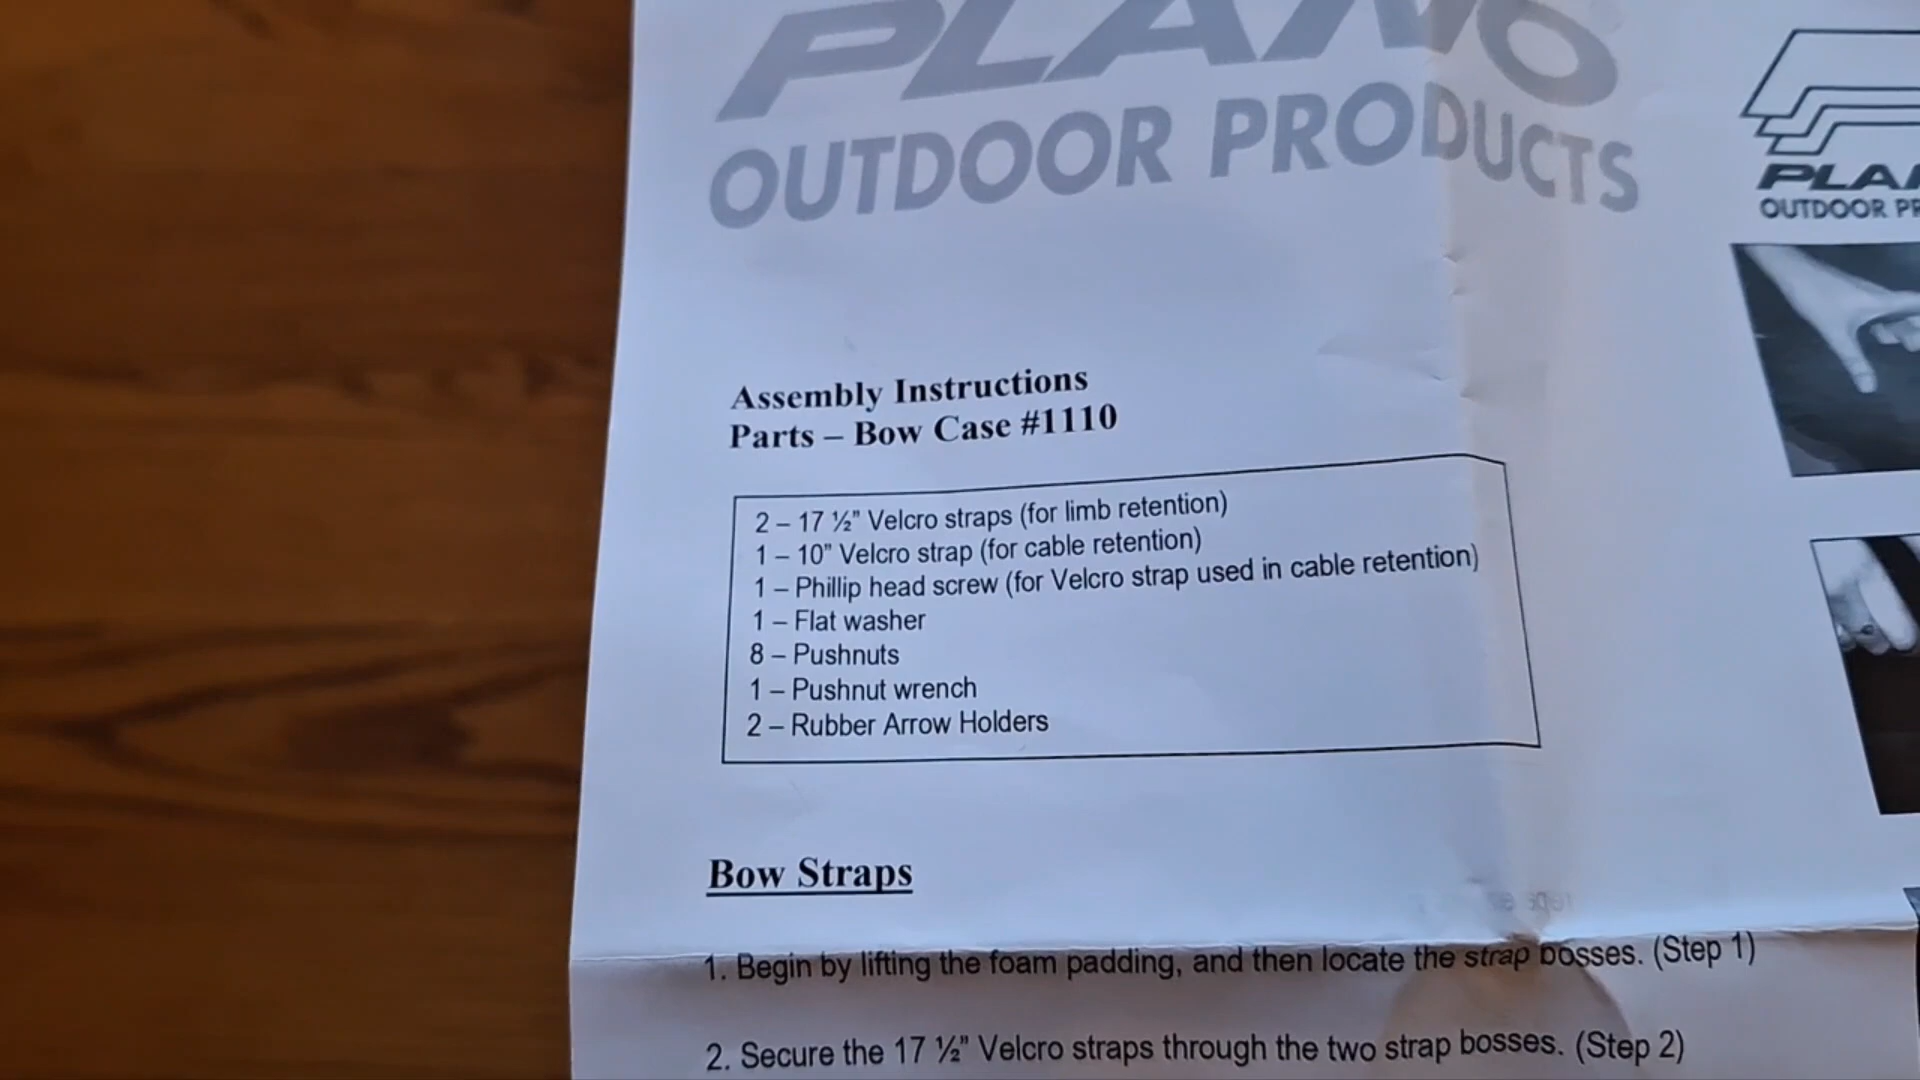 PLANO
OUTDOOR PRODUCTS
Assembly Instructions
Parts – Bow Case #1110
2 – 17 ½” Velcro straps (for limb retention)
1 – 10” Velcro strap (for cable retention)
1 – Phillip head screw (for Velcro strap used in cable retention)
1 – Flat washer
8 – Pushnuts
1 – Pushnut wrench
2 – Rubber Arrow Holders
Bow Straps
1. Begin by lifting the foam padding, and then locate the strap bosses. (Step 1)
2. Secure the 17 ½” Velcro straps through the two strap bosses. (Step 2)
PLA
OUTDOOR PR